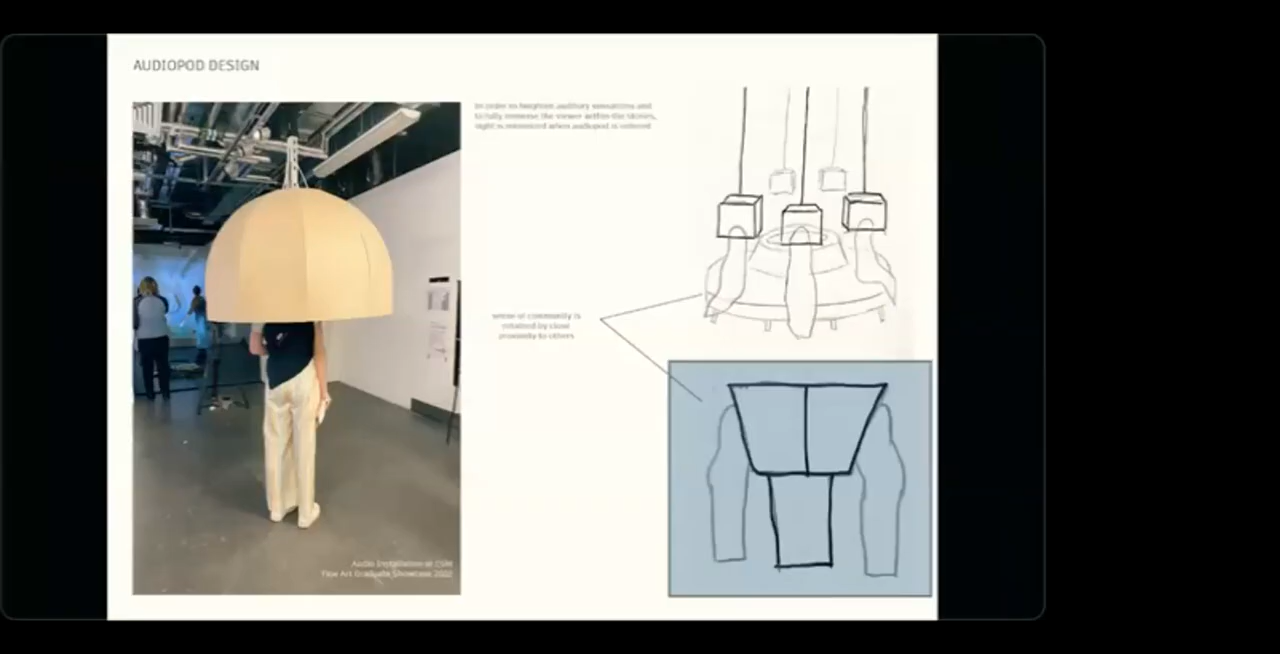 AUDIOPOD DESIGN
In order to heighten auditory sensations and
to fully immerse the viewer within the stories,
sight is minimized when audiopod is entered
sense of community is
retained by close
proximity to others
Audio Installation at CSM
Fine Art Graduate Showcase 2022